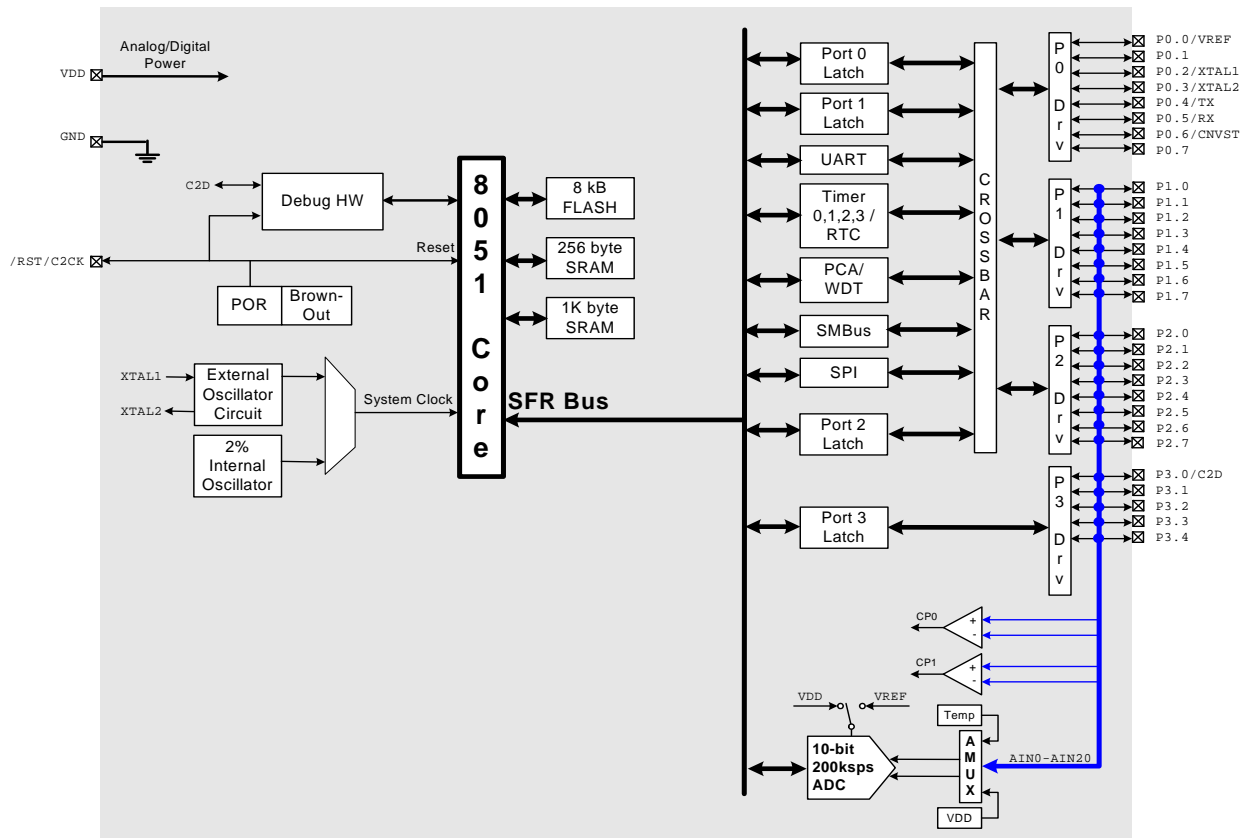 Analog/Digital
Power
VDD
GND
C2D
Debug HW
/RST/C2CK
Reset
POR
Brown-
Out
XTAL1
XTAL2
External
Oscillator
Circuit
2%
Internal
Oscillator
System Clock
8
0
5
1
C
o
r
e
8 kB
FLASH
256 byte
SRAM
1K byte
SRAM
SFR Bus
Port 0
Latch
Port 1
Latch
UART
Timer
0,1,2,3 /
RTC
PCA/
WDT
SMBus
SPI
Port 2
Latch
Port 3
Latch
C
R
O
S
S
B
A
R
P
0
D
r
v
P0.0/VREF
P0.1
P0.2/XTAL1
P0.3/XTAL2
P0.4/TX
P0.5/RX
P0.6/CNVST
P0.7
P
1
D
r
v
P1.0
P1.1
P1.2
P1.3
P1.4
P1.5
P1.6
P1.7
P
2
D
r
v
P2.0
P2.1
P2.2
P2.3
P2.4
P2.5
P2.6
P2.7
P
3
D
r
v
P3.0/C2D
P3.1
P3.2
P3.3
P3.4
CP0
+
-
CP1
+
-
VDD
VREF
10-bit
200ksps
ADC
Temp
A
M
U
X
VDD
AIN0-AIN20